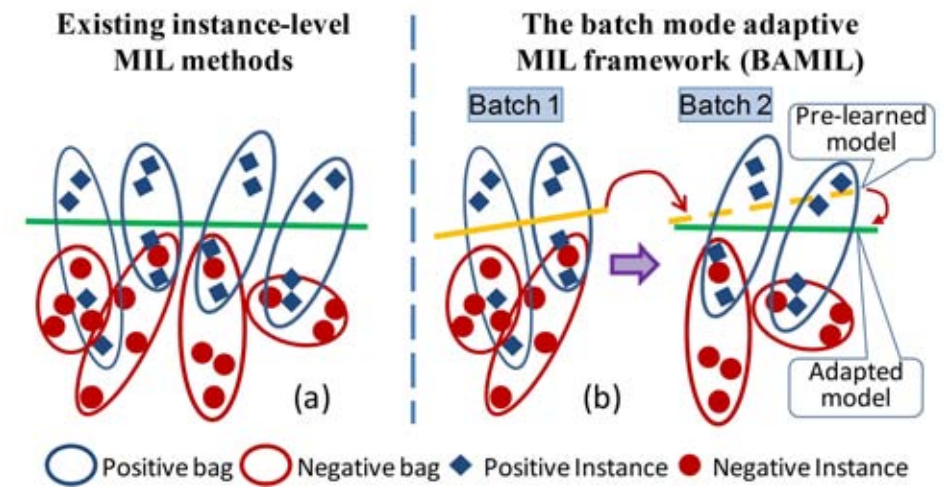 Existing instance-level
MIL methods
The batch mode adaptive
MIL framework (BAMIL)
Batch 1
Batch 2
Pre-learned
model
(a)
(b)
Adapted
model
Positive bag
Negative bag
Positive Instance
Negative Instance